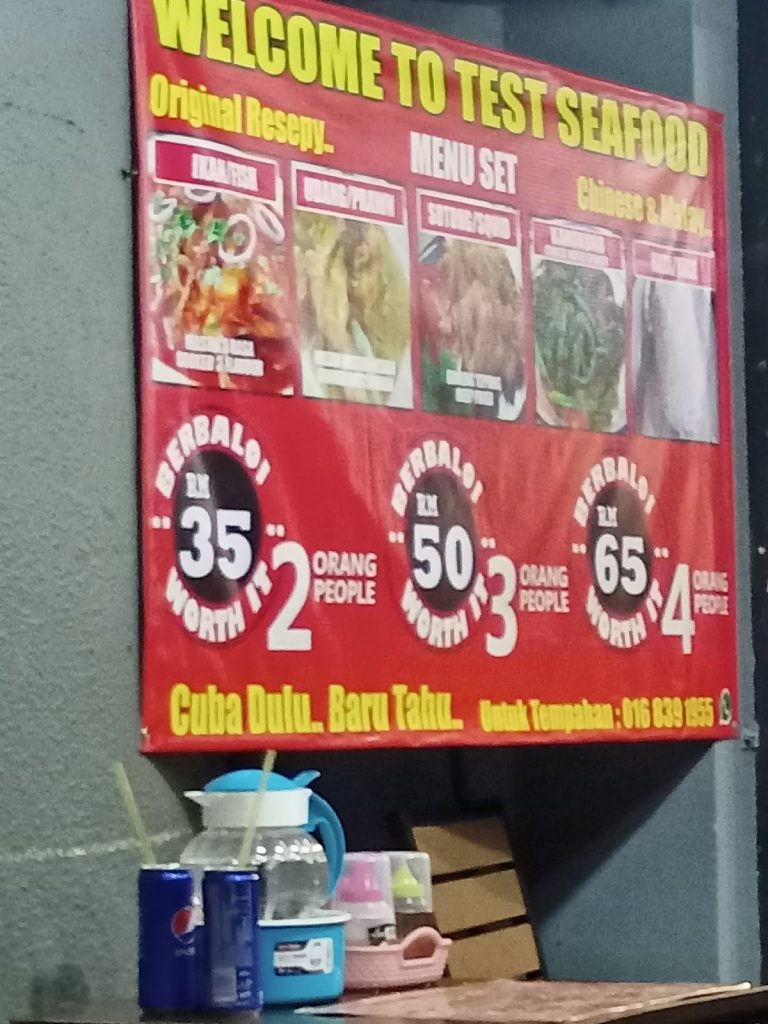 WELCOME TO TEST SEAFOOD
Original Resepy..
MENU SET
Chinese & Malay..
IKAN/FISH
UDANG/PRAWN
SOTONG/SQUID
BERBALOI
RM
35
WORTH IT
2 ORANG
PEOPLE
BERBALOI
RM
50
WORTH IT
3 ORANG
PEOPLE
BERBALOI
RM
65
WORTH IT
4 ORANG
PEOPLE
Cuba Dulu.. Baru Tahu..
Untuk Tempahan : 016 839 1955